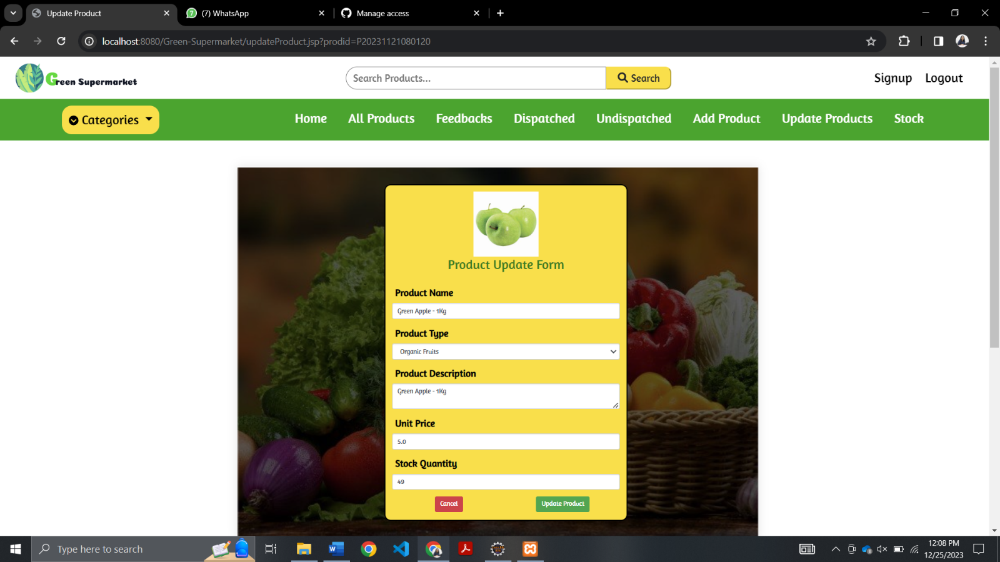 Update Product
(7) WhatsApp
Manage access
localhost:8080/Green-Supermarket/updateProduct.jsp?prodid=P20231121080120
Green Supermarket
Search Products...
Search
Signup
Logout
Categories
Home
All Products
Feedbacks
Dispatched
Undispatched
Add Product
Update Products
Stock
Product Update Form
Product Name
Green Apple - 1Kg
Product Type
Organic Fruits
Product Description
Green Apple - 1Kg
Unit Price
5.0
Stock Quantity
49
Cancel
Update Product
Type here to search
12:08 PM
12/25/2023